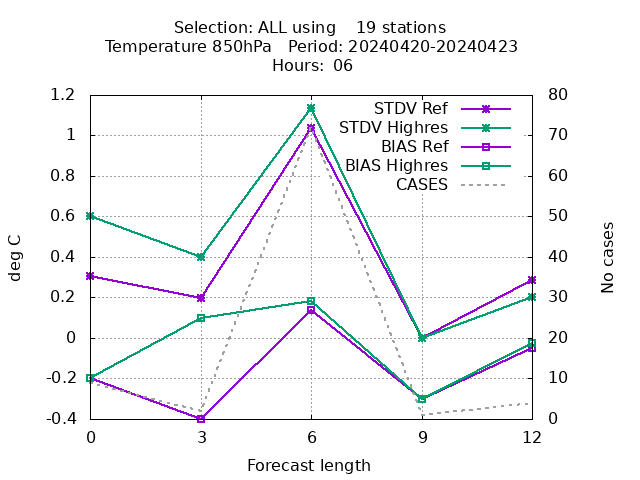 Selection: ALL using    19 stations
Temperature 850hPa   Period: 20240420-20240423
Hours:  06
STDV Ref
STDV Highres
BIAS Ref
BIAS Highres
CASES
1.2
1
0.8
0.6
0.4
0.2
0
-0.2
-0.4
deg C
80
70
60
50
40
30
20
10
0
No cases
0 3 6 9 12
Forecast length